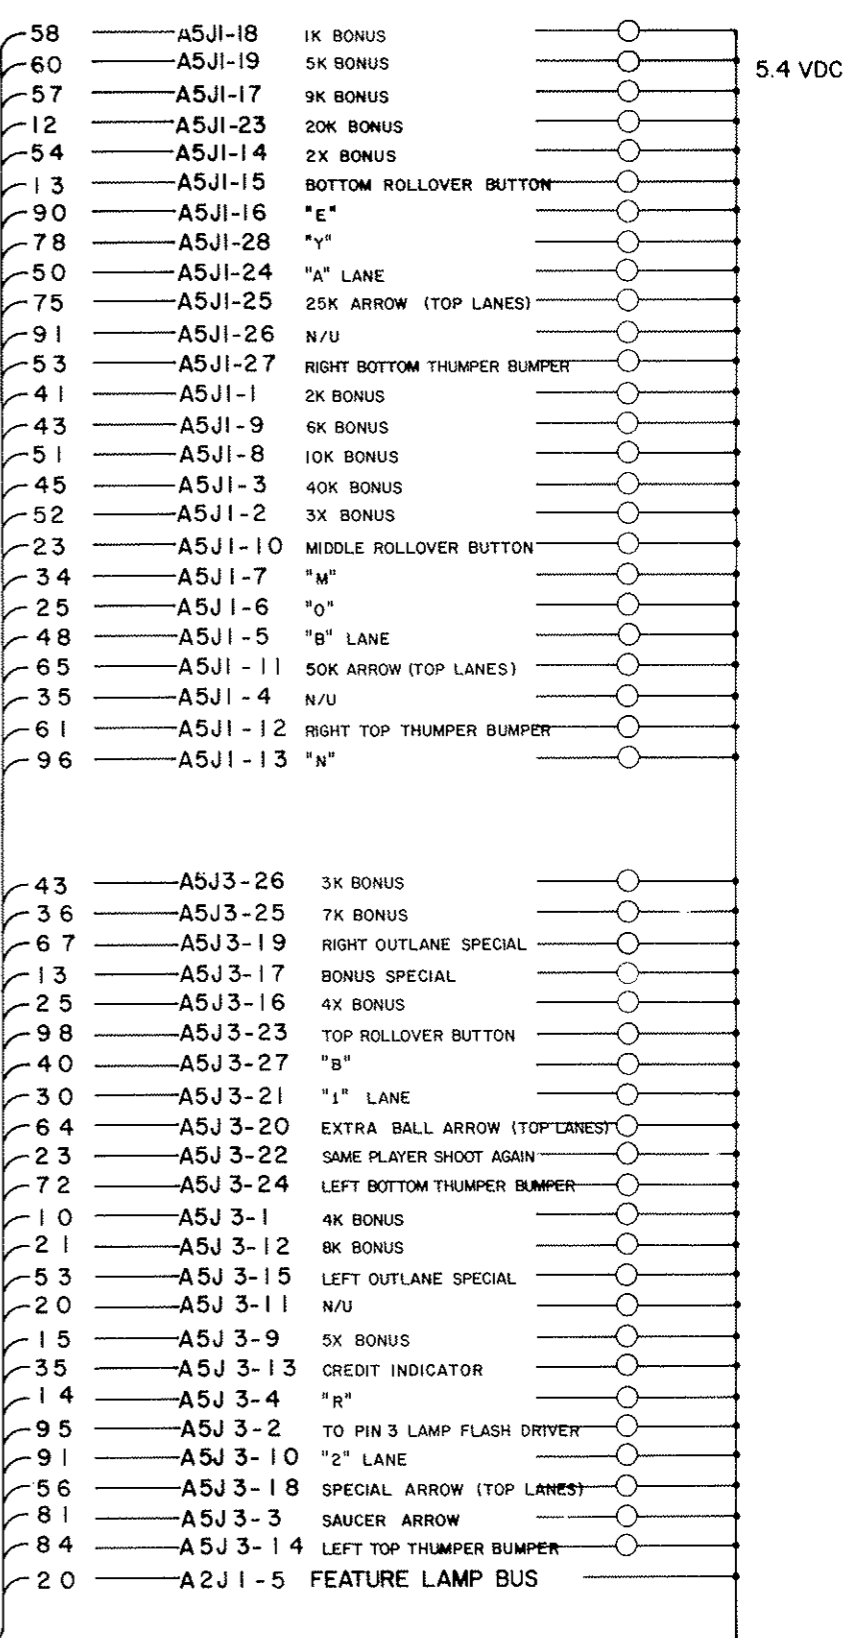 58 A5J1-18 1K BONUS
60 A5J1-19 5K BONUS
5.4 VDC
57 A5J1-17 9K BONUS
12 A5J1-23 20K BONUS
54 A5J1-14 2X BONUS
13 A5J1-15 BOTTOM ROLLOVER BUTTON
90 A5J1-16 "E"
78 A5J1-28 "Y"
50 A5J1-24 "A" LANE
75 A5J1-25 25K ARROW (TOP LANES)
91 A5J1-26 N/U
53 A5J1-27 RIGHT BOTTOM THUMPER BUMPER
41 A5J1-1 2K BONUS
43 A5J1-9 6K BONUS
51 A5J1-8 10K BONUS
45 A5J1-3 40K BONUS
52 A5J1-2 3X BONUS
23 A5J1-10 MIDDLE ROLLOVER BUTTON
34 A5J1-7 "M"
25 A5J1-6 "O"
48 A5J1-5 "B" LANE
65 A5J1-11 50K ARROW (TOP LANES)
35 A5J1-4 N/U
61 A5J1-12 RIGHT TOP THUMPER BUMPER
96 A5J1-13 "N"
43 A5J3-26 3K BONUS
36 A5J3-25 7K BONUS
67 A5J3-19 RIGHT OUTLANE SPECIAL
13 A5J3-17 BONUS SPECIAL
25 A5J3-16 4X BONUS
98 A5J3-23 TOP ROLLOVER BUTTON
40 A5J3-27 "B"
30 A5J3-21 "1" LANE
64 A5J3-20 EXTRA BALL ARROW (TOP LANES)
23 A5J3-22 SAME PLAYER SHOOT AGAIN
72 A5J3-24 LEFT BOTTOM THUMPER BUMPER
10 A5J3-1 4K BONUS
21 A5J3-12 8K BONUS
53 A5J3-15 LEFT OUTLANE SPECIAL
20 A5J3-11 N/U
15 A5J3-9 5X BONUS
35 A5J3-13 CREDIT INDICATOR
14 A5J3-4 "R"
95 A5J3-2 TO PIN 3 LAMP FLASH DRIVER
91 A5J3-10 "2" LANE
56 A5J3-18 SPECIAL ARROW (TOP LANES)
81 A5J3-3 SAUCER ARROW
84 A5J3-14 LEFT TOP THUMPER BUMPER
20 A2J1-5 FEATURE LAMP BUS